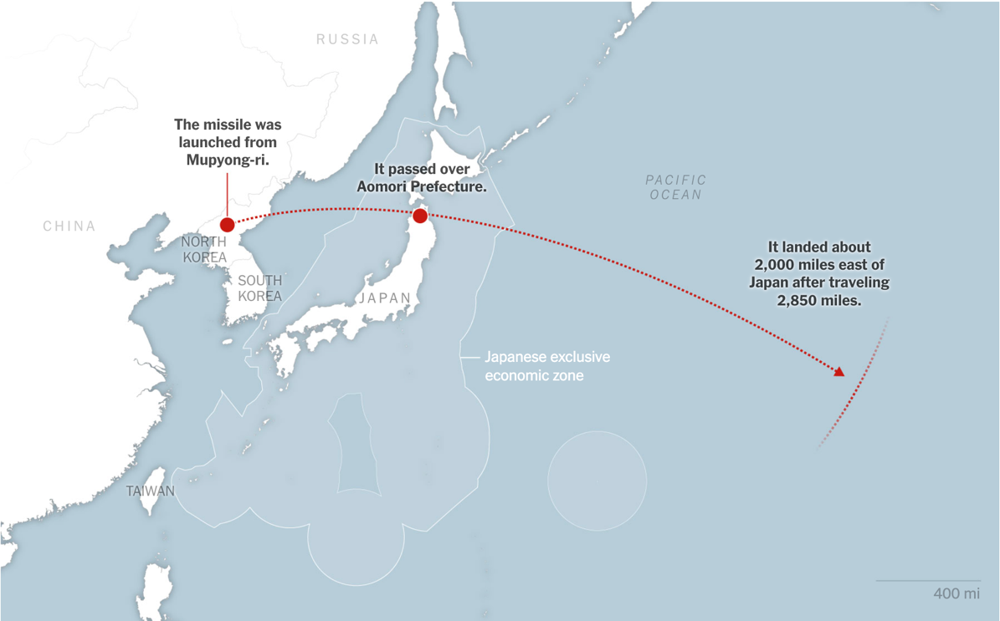 RUSSIA
The missile was
launched from
Mupyong-ri.
It passed over
Aomori Prefecture.
PACIFIC
OCEAN
CHINA
NORTH
KOREA
It landed about
2,000 miles east of
Japan after traveling
2,850 miles.
SOUTH
KOREA
JAPAN
Japanese exclusive
economic zone
TAIWAN
400 mi